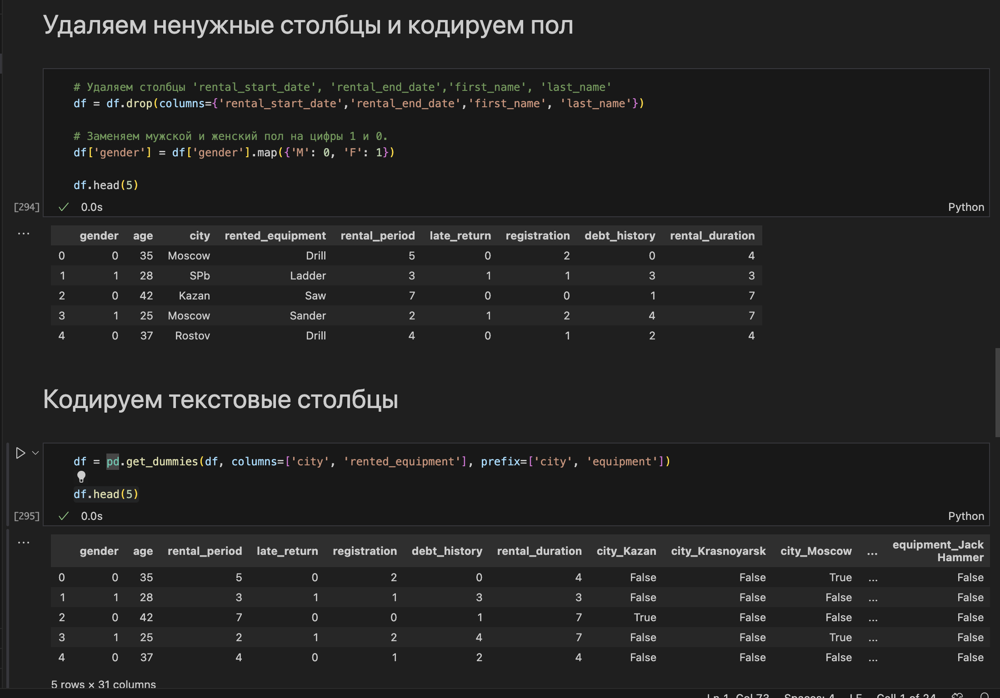 Удаляем ненужные столбцы и кодируем пол
# Удаляем столбцы 'rental_start_date', 'rental_end_date','first_name', 'last_name'
df = df.drop(columns={'rental_start_date','rental_end_date','first_name', 'last_name'})
# Заменяем мужской и женский пол на цифры 1 и 0.
df['gender'] = df['gender'].map({'M': 0, 'F': 1})
df.head(5)
[294] 0.0s Python
... gender age city rented_equipment rental_period late_return registration debt_history rental_duration
0 0 35 Moscow Drill 5 0 2 0 4
1 1 28 SPb Ladder 3 1 1 3 3
2 0 42 Kazan Saw 7 0 0 1 7
3 1 25 Moscow Sander 2 1 2 4 7
4 0 37 Rostov Drill 4 0 1 2 4
Кодируем текстовые столбцы
df = pd.get_dummies(df, columns=['city', 'rented_equipment'], prefix=['city', 'equipment'])
df.head(5)
[295] 0.0s Python
... gender age rental_period late_return registration debt_history rental_duration city_Kazan city_Krasnoyarsk city_Moscow ... equipment_Jack
Hammer
0 0 35 5 0 2 0 4 False False True ... False
1 1 28 3 1 1 3 3 False False False ... False
2 0 42 7 0 0 1 7 True False False ... False
3 1 25 2 1 2 4 7 False False True ... False
4 0 37 4 0 1 2 4 False False False ... False
5 rows × 31 columns
Ln 1, Col 73 Spaces: 4 LF Cell 1 of 24